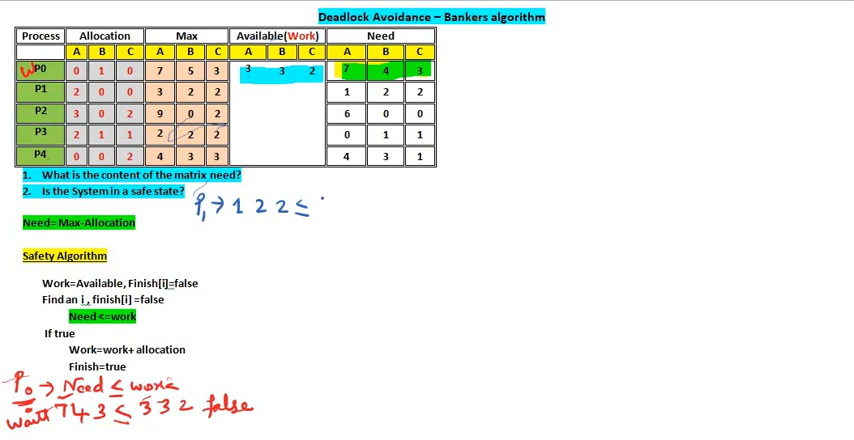 Deadlock Avoidance – Bankers algorithm
Process Allocation Max Available(Work) Need
A B C A B C A B C A B C
W P0 0 1 0 7 5 3 3 3 2 7 4 3
P1 2 0 0 3 2 2 1 2 2
P2 3 0 2 9 0 2 6 0 0
P3 2 1 1 2 2 2 0 1 1
P4 0 0 2 4 3 3 4 3 1
1. What is the content of the matrix need?
2. Is the System in a safe state?
P1 → 1 2 2 ≤
Need= Max-Allocation
Safety Algorithm
Work=Available, Finish[i]=false
Find an i, finish[i] =false
Need <=work
If true
Work=work+ allocation
Finish=true
P0 → Need ≤ work
wait 7 4 3 ≤ 3 3 2 false